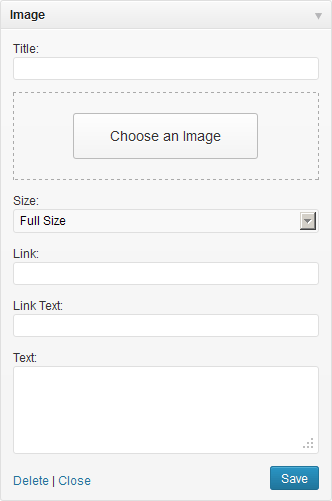 Image
Title:
Choose an Image
Size:
Full Size
Link:
Link Text:
Text:
Delete | Close
Save